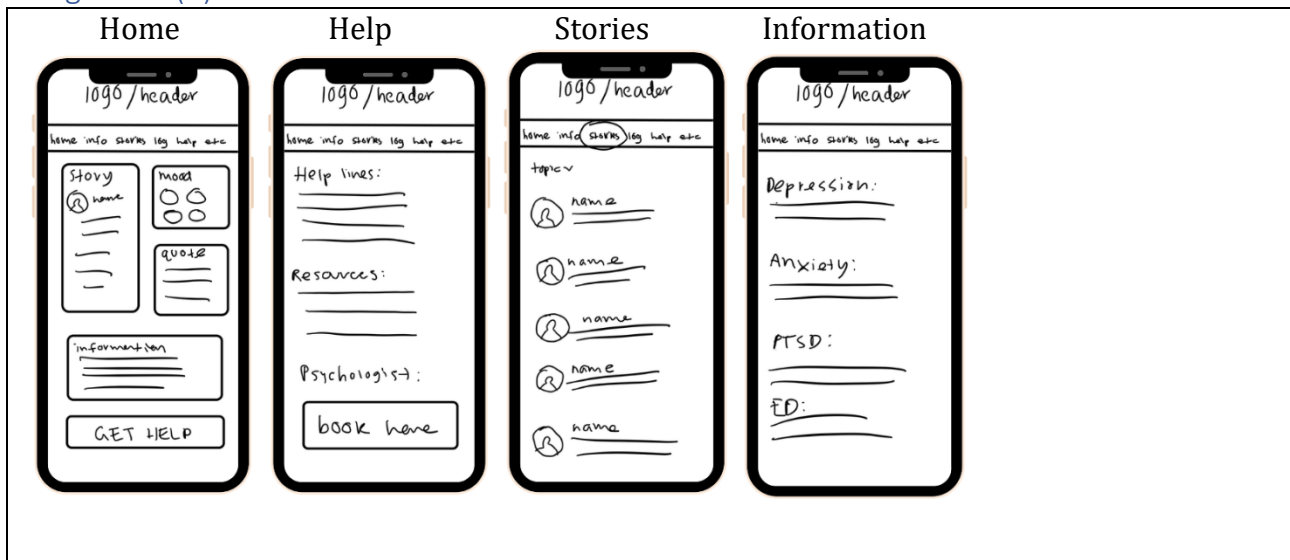 Home
Help
Stories
Information
logo/header
home info stories log help etc
Story
name
mood
quote
information
GET HELP
logo/header
home info stories log help etc
Help lines:
Resources:
Psychologist:
book here
logo/header
home info stories log help etc
topic
name
name
name
name
name
logo/header
home info stories log help etc
Depression:
Anxiety:
PTSD:
ED: